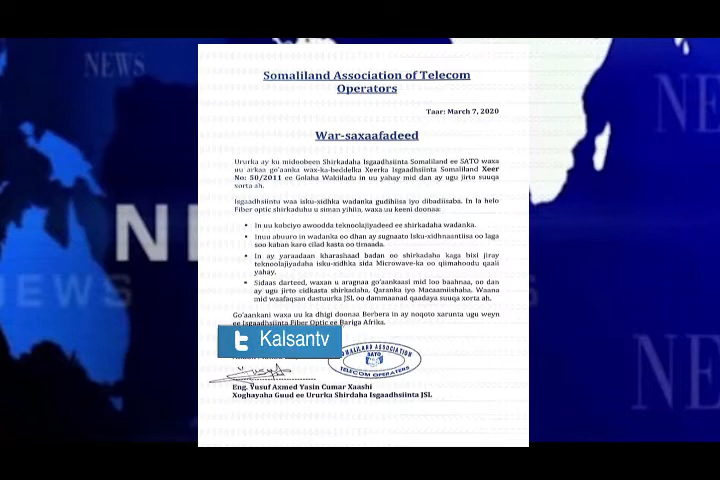 NEWS
NEWS
N
NEWS
NE
Somaliland Association of Telecom
Operators
Taar: March 7, 2020
War-saxaafadeed
Ururka ay ku midoobeen Shirkadaha Isgaadhsiinta Somaliland ee SATO waxa
uu arkaa go'aanka wax-ka-beddelka Xeerka Isgaadhsiinta Somaliland Xeer
No: 50/2011 ee Golaha Wakiiladu in uu yahay mid dan ay ugu jirto suuqa
xorta ah.
Isgaadhsiintu waa isku-xidhka wadanka gudihiisa iyo dibadiisaba. In la helo
Fiber optic shirkaduhu u siman yihiin, waxa uu keeni doonaa:
• In uu kobciyo awoodda teknoolajiyadeed ee shirkadaha wadanka.
• Inuu abuuro in wadanka oo dhan ay sugnaato Isku-xidhnaantiisa oo laga
soo kaban karo cilad kasta oo timaada.
• In ay yaraadaan kharashaad badan oo shirkadaha kaga bixi jiray
teknoolajiyadaha isku-xidhka sida Microwave-ka oo qiimahoodu qaali
yahay.
• Sidaas darteed, waxan u aragnaa go'aankaasi mid loo baahnaa, oo dan
ay ugu jirto cidkasta shirkadaha, Qaranka iyo Macaamiishaba. Waana
mid waafaqsan dastuurka JSL oo dammaanad qaadaya suuqa xorta ah.
Go'aankani waxa uu ka dhigi doonaa Berbera in ay noqoto xarunta ugu weyn
ee Isgaadhsiinta Fiber Optic ee Bariga Afrika.
Kalsantv
SOMALILAND ASSOCIATION
SATO
TELECOM OPERATERS
Eng. Yusuf Axmed Yasin Cumar Xaashi
Xoghayaha Guud ee Ururka Shirdaha Isgaadhsiinta JSL